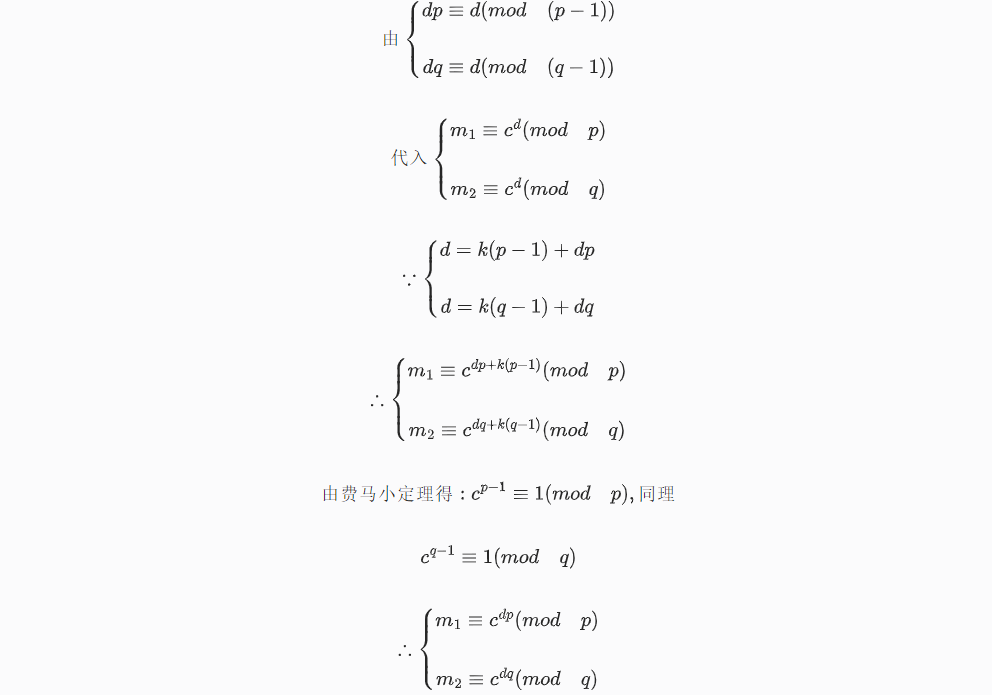 由 { dp ≡ d(mod (p − 1))
dq ≡ d(mod (q − 1))
代入 { m₁ ≡ c^d(mod p)
m₂ ≡ c^d(mod q)
∵ { d = k(p − 1) + dp
d = k(q − 1) + dq
∴ { m₁ ≡ c^{dp+k(p−1)}(mod p)
m₂ ≡ c^{dq+k(q−1)}(mod q)
由费马小定理得 : c^{p−1} ≡ 1(mod p), 同理
c^{q−1} ≡ 1(mod q)
∴ { m₁ ≡ c^{dp}(mod p)
m₂ ≡ c^{dq}(mod q)